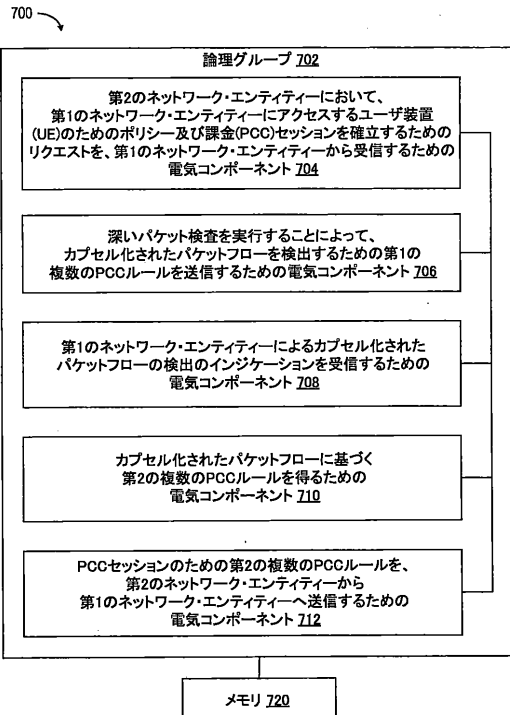 700
論理グループ 702
第2のネットワーク・エンティティーにおいて、
第1のネットワーク・エンティティーにアクセスするユーザ装置
(UE)のためのポリシー及び課金(PCC)セッションを確立するための
リクエストを、第1のネットワーク・エンティティーから受信するための
電気コンポーネント 704
深いパケット検査を実行することによって、
カプセル化されたパケットフローを検出するための第1の
複数のPCCルールを送信するための電気コンポーネント 706
第1のネットワーク・エンティティーによるカプセル化された
パケットフローの検出のインジケーションを受信するための
電気コンポーネント 708
カプセル化されたパケットフローに基づく
第2の複数のPCCルールを得るための
電気コンポーネント 710
PCCセッションのための第2の複数のPCCルールを、
第2のネットワーク・エンティティーから
第1のネットワーク・エンティティーへ送信するための
電気コンポーネント 712
メモリ 720